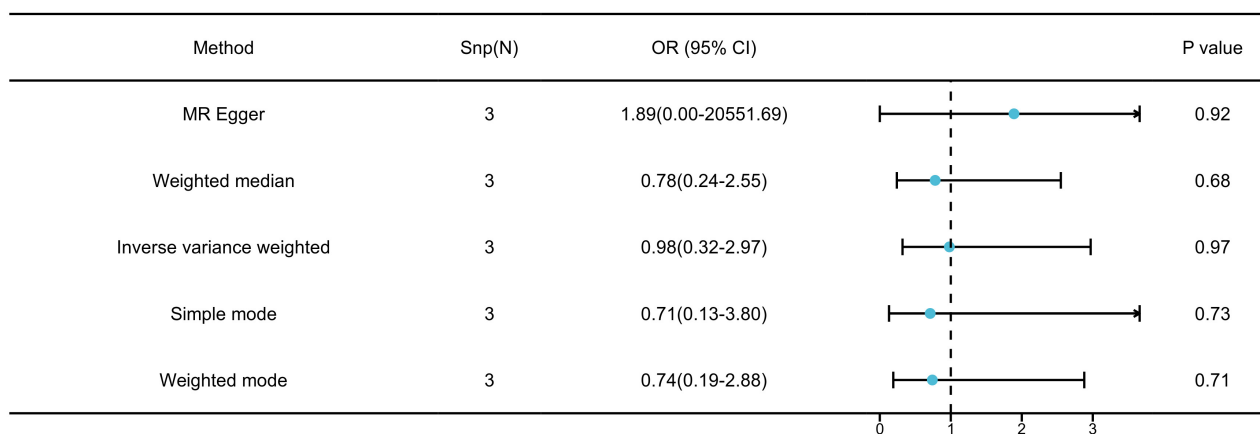 Method Snp(N) OR (95% CI) P value
MR Egger 3 1.89(0.00-20551.69) 0.92
Weighted median 3 0.78(0.24-2.55) 0.68
Inverse variance weighted 3 0.98(0.32-2.97) 0.97
Simple mode 3 0.71(0.13-3.80) 0.73
Weighted mode 3 0.74(0.19-2.88) 0.71
0 1 2 3